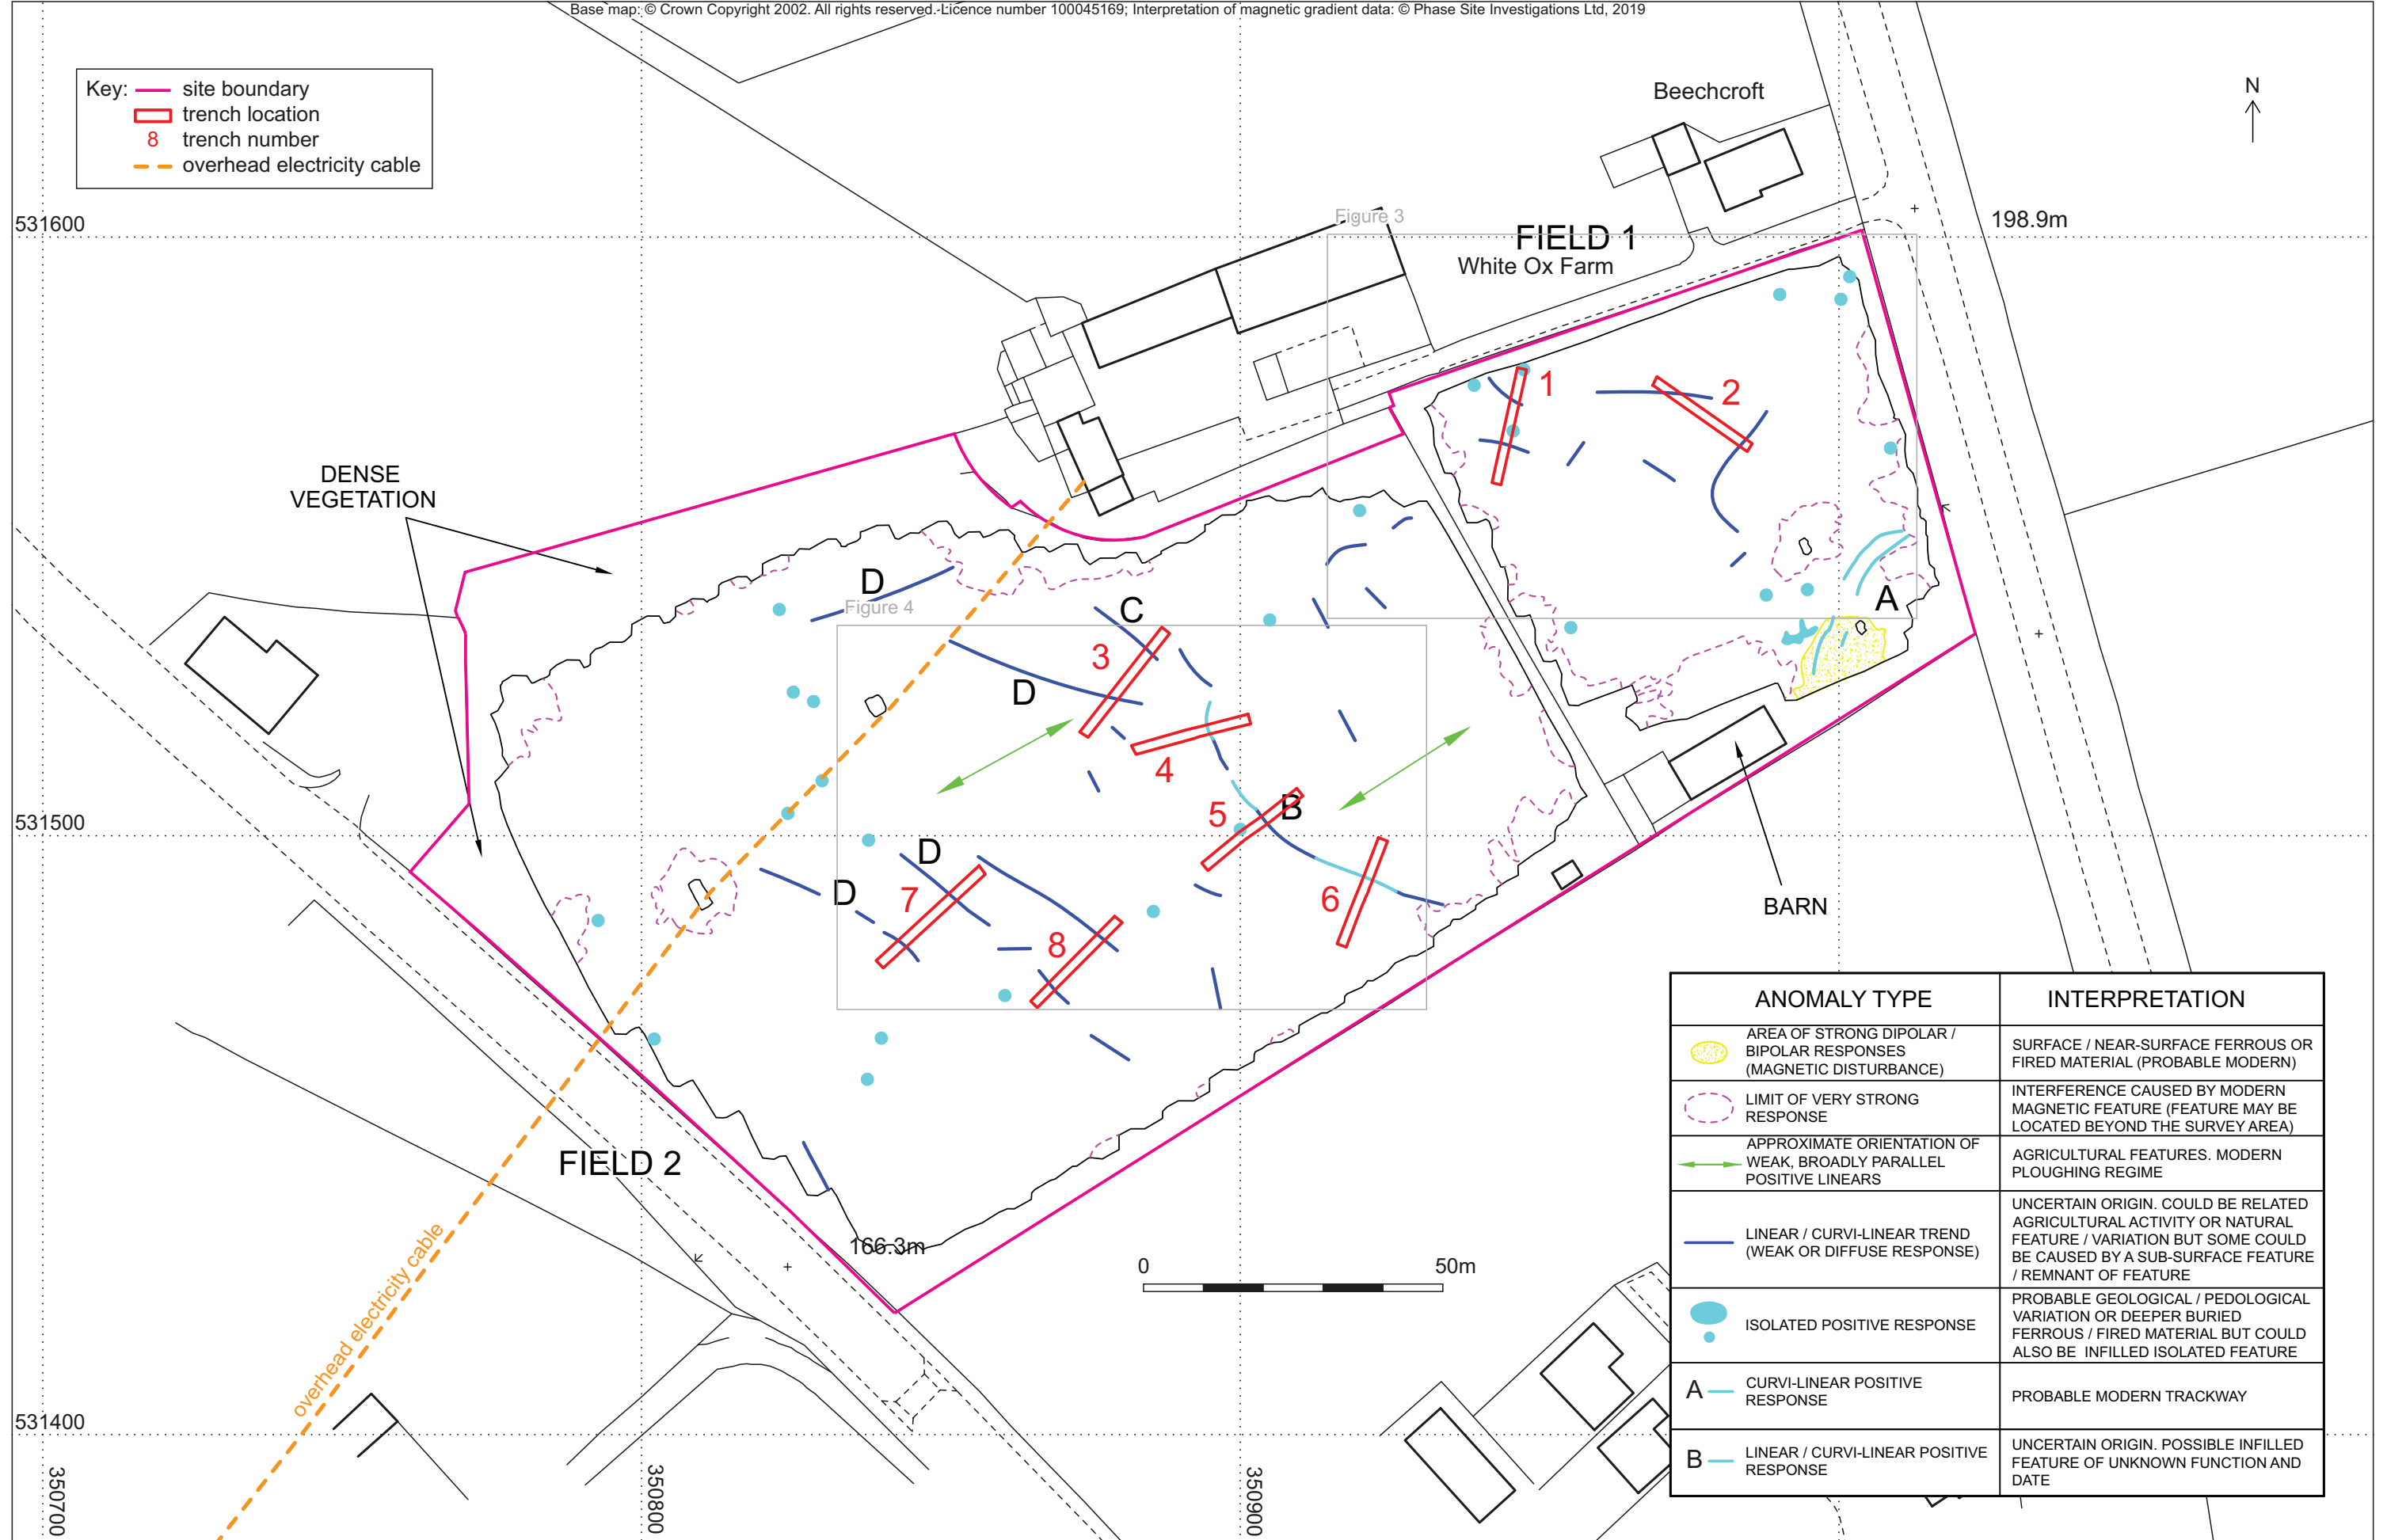 Base map: © Crown Copyright 2002. All rights reserved. Licence number 100045169; Interpretation of magnetic gradient data: © Phase Site Investigations Ltd, 2019
Key:
site boundary
trench location
8 trench number
overhead electricity cable
Beechcroft
N
531600
Figure 3
FIELD 1
White Ox Farm
198.9m
1
2
DENSE
VEGETATION
D
Figure 4
C
A
3
D
4
5
B
531500
D
D
7
6
8
BARN
FIELD 2
166.3m
0 50m
overhead electricity cable
531400
350700
350800
350900
ANOMALY TYPE
INTERPRETATION
AREA OF STRONG DIPOLAR /
BIPOLAR RESPONSES
(MAGNETIC DISTURBANCE)
SURFACE / NEAR-SURFACE FERROUS OR
FIRED MATERIAL (PROBABLE MODERN)
LIMIT OF VERY STRONG
RESPONSE
INTERFERENCE CAUSED BY MODERN
MAGNETIC FEATURE (FEATURE MAY BE
LOCATED BEYOND THE SURVEY AREA)
APPROXIMATE ORIENTATION OF
WEAK, BROADLY PARALLEL
POSITIVE LINEARS
AGRICULTURAL FEATURES. MODERN
PLOUGHING REGIME
LINEAR / CURVI-LINEAR TREND
(WEAK OR DIFFUSE RESPONSE)
UNCERTAIN ORIGIN. COULD BE RELATED
AGRICULTURAL ACTIVITY OR NATURAL
FEATURE / VARIATION BUT SOME COULD
BE CAUSED BY A SUB-SURFACE FEATURE
/ REMNANT OF FEATURE
ISOLATED POSITIVE RESPONSE
PROBABLE GEOLOGICAL / PEDOLOGICAL
VARIATION OR DEEPER BURIED
FERROUS / FIRED MATERIAL BUT COULD
ALSO BE INFILLED ISOLATED FEATURE
A
CURVI-LINEAR POSITIVE
RESPONSE
PROBABLE MODERN TRACKWAY
B
LINEAR / CURVI-LINEAR POSITIVE
RESPONSE
UNCERTAIN ORIGIN. POSSIBLE INFILLED
FEATURE OF UNKNOWN FUNCTION AND
DATE